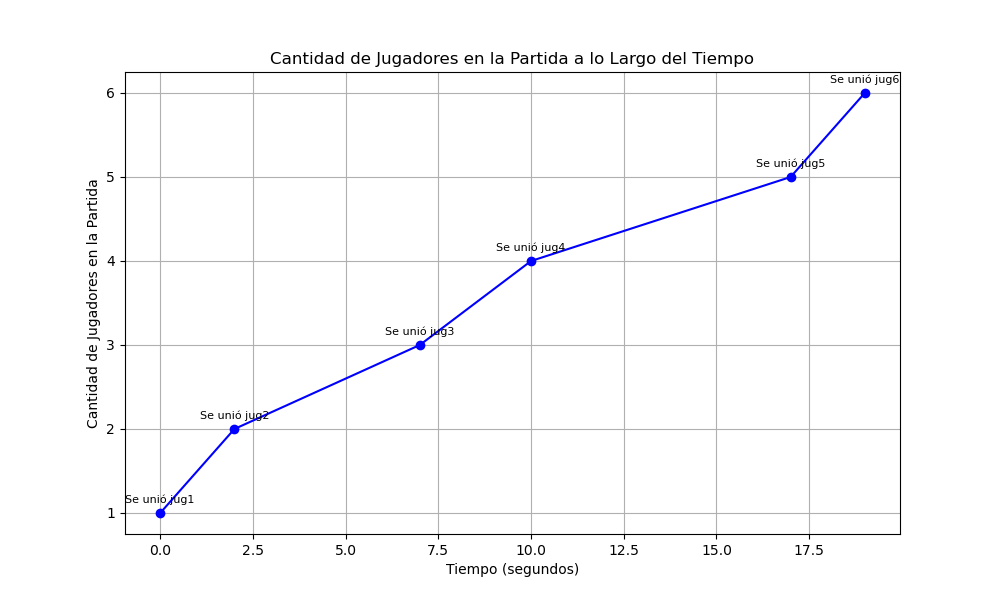 Cantidad de Jugadores en la Partida a lo Largo del Tiempo
Cantidad de Jugadores en la Partida
6
5
4
3
2
1
Se unió jug6
Se unió jug5
Se unió jug4
Se unió jug3
Se unió jug2
Se unió jug1
0.0 2.5 5.0 7.5 10.0 12.5 15.0 17.5
Tiempo (segundos)